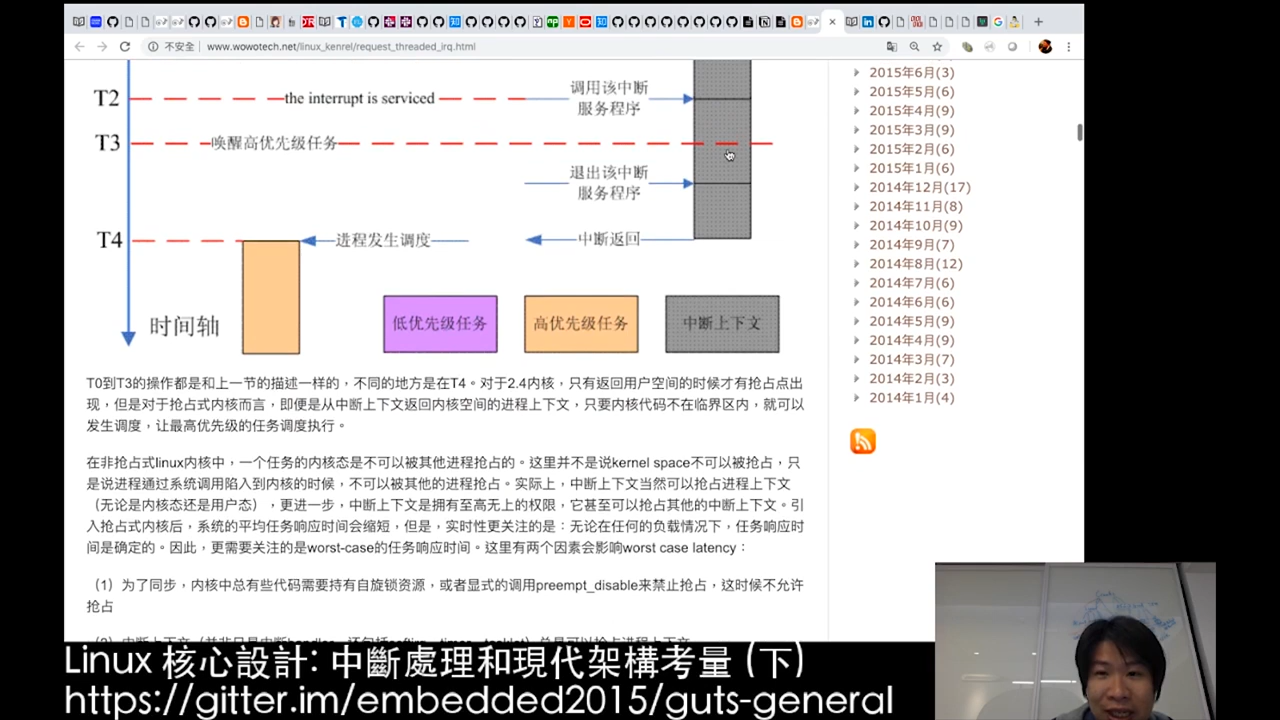 不安全 www.wowotech.net/linux_kenrel/request_threaded_irq.html
T2
the interrupt is serviced
调用该中断
服务程序
T3
唤醒高优先级任务
退出该中断
服务程序
T4
进程发生调度
中断返回
时间轴
低优先级任务
高优先级任务
中断上下文
T0到T3的操作都是和上一节的描述一样的，不同的地方是在T4。对于2.4内核，只有返回用户空间的时候才有抢占点出
现，但是对于抢占式内核而言，即便是从中断上下文返回内核空间的进程上下文，只要内核代码不在临界区内，就可以
发生调度，让最高优先级的任务调度执行。
在非抢占式linux内核中，一个任务的内核态是不可以被其他进程抢占的。这里并不是说kernel space不可以被抢占，只
是说进程通过系统调用陷入到内核的时候，不可以被其他的进程抢占。实际上，中断上下文当然可以抢占进程上下文
（无论是内核态还是用户态），更进一步，中断上下文是拥有至高无上的权限，它甚至可以抢占其他的中断上下文。引
入抢占式内核后，系统的平均任务响应时间会缩短，但是，实时性更关注的是：无论在任何的负载情况下，任务响应时
间是确定的。因此，更需要关注的是worst-case的任务响应时间。这里有两个因素会影响worst case latency：
（1）为了同步，内核中总有些代码需要持有自旋锁资源，或者显式的调用preempt_disable来禁止抢占，这时候不允许
抢占
2015年6月(3)
2015年5月(6)
2015年4月(9)
2015年3月(9)
2015年2月(6)
2015年1月(6)
2014年12月(17)
2014年11月(8)
2014年10月(9)
2014年9月(7)
2014年8月(12)
2014年7月(6)
2014年6月(6)
2014年5月(9)
2014年4月(9)
2014年3月(7)
2014年2月(3)
2014年1月(4)
Linux 核心設計: 中斷處理和現代架構考量 (下)
https://gitter.im/embedded2015/guts-general